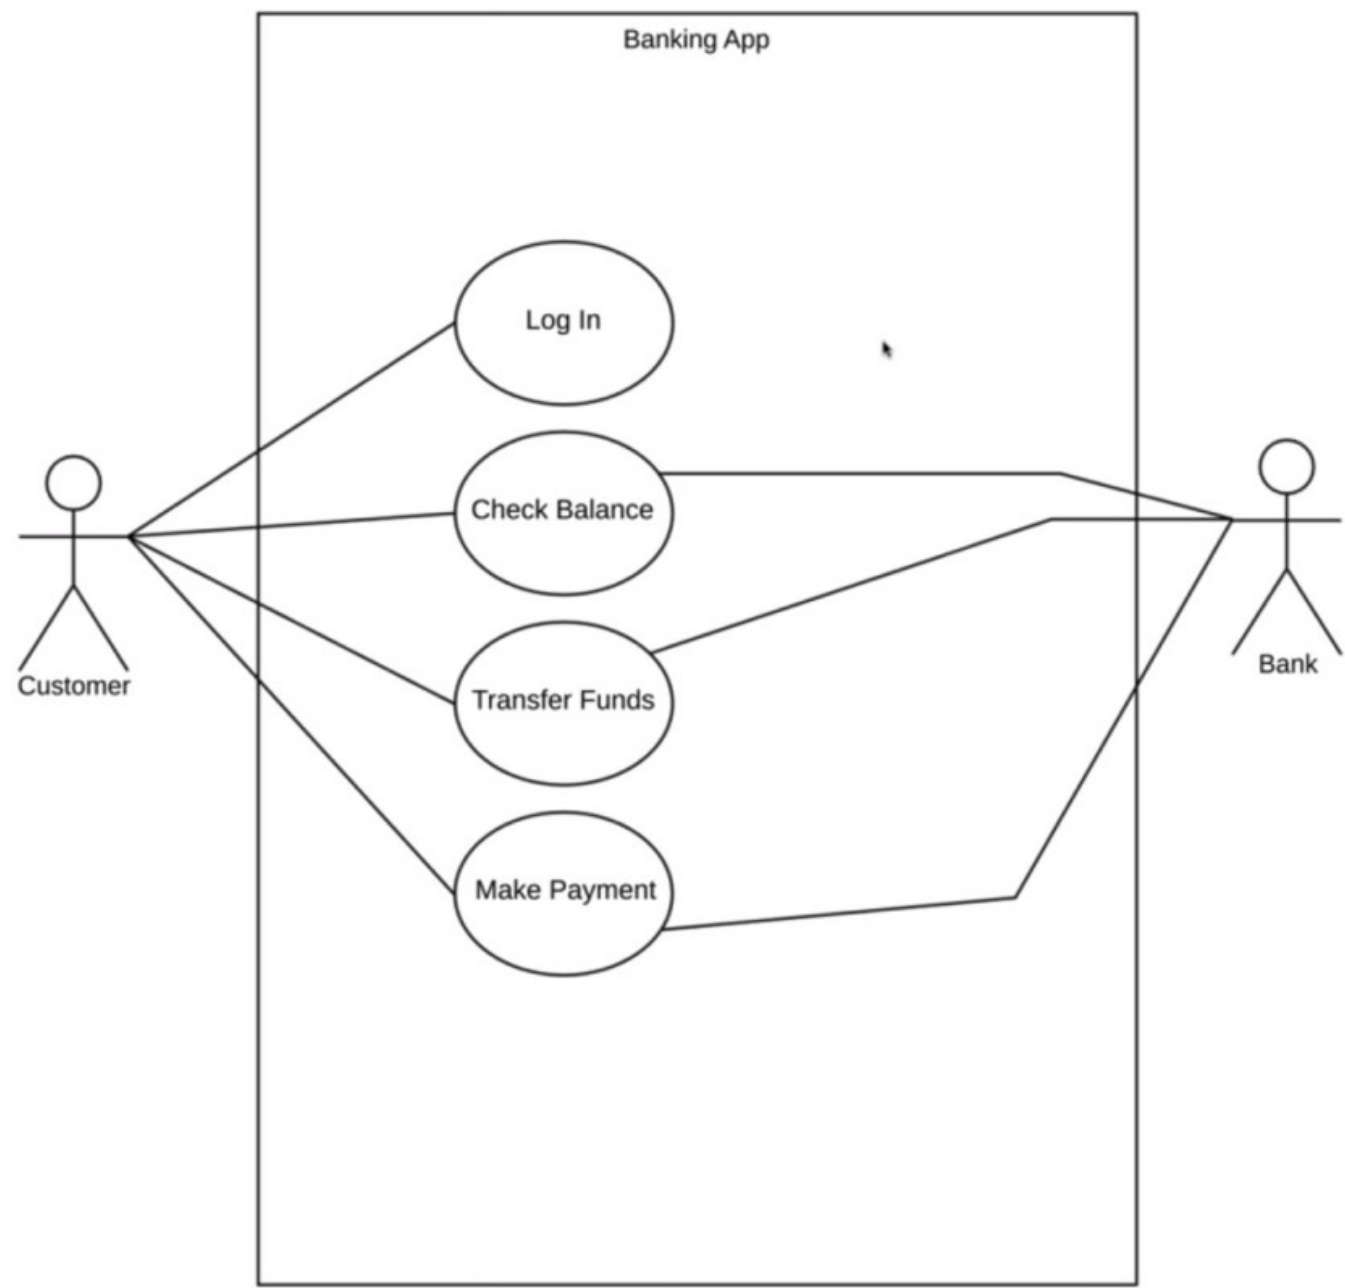 Banking App
Log In
Check Balance
Transfer Funds
Make Payment
Customer
Bank